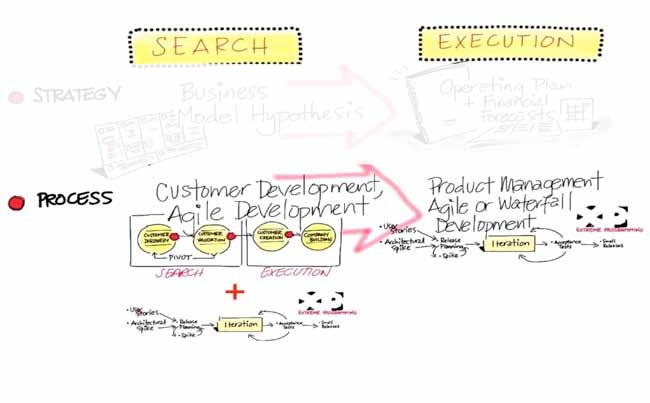 SEARCH
EXECUTION
STRATEGY
Business
Model Hypothesis
Operating Plan
+ Financial
Forecasts
PROCESS
Customer Development,
Agile Development
Product Management
Agile or Waterfall
Development
CUSTOMER DISCOVERY
CUSTOMER VALIDATION
CUSTOMER CREATION
COMPANY BUILDING
PIVOT
SEARCH
EXECUTION
XP
EXTREME PROGRAMMING
• User Stories
• Architectural Spike
• Release Planning
• Spike
Iteration
• Acceptance Tests
• Small Releases
+
XP
EXTREME PROGRAMMING
• User Stories
• Architectural Spike
• Release Planning
• Spike
Iteration
• Acceptance Tests
• Small Releases